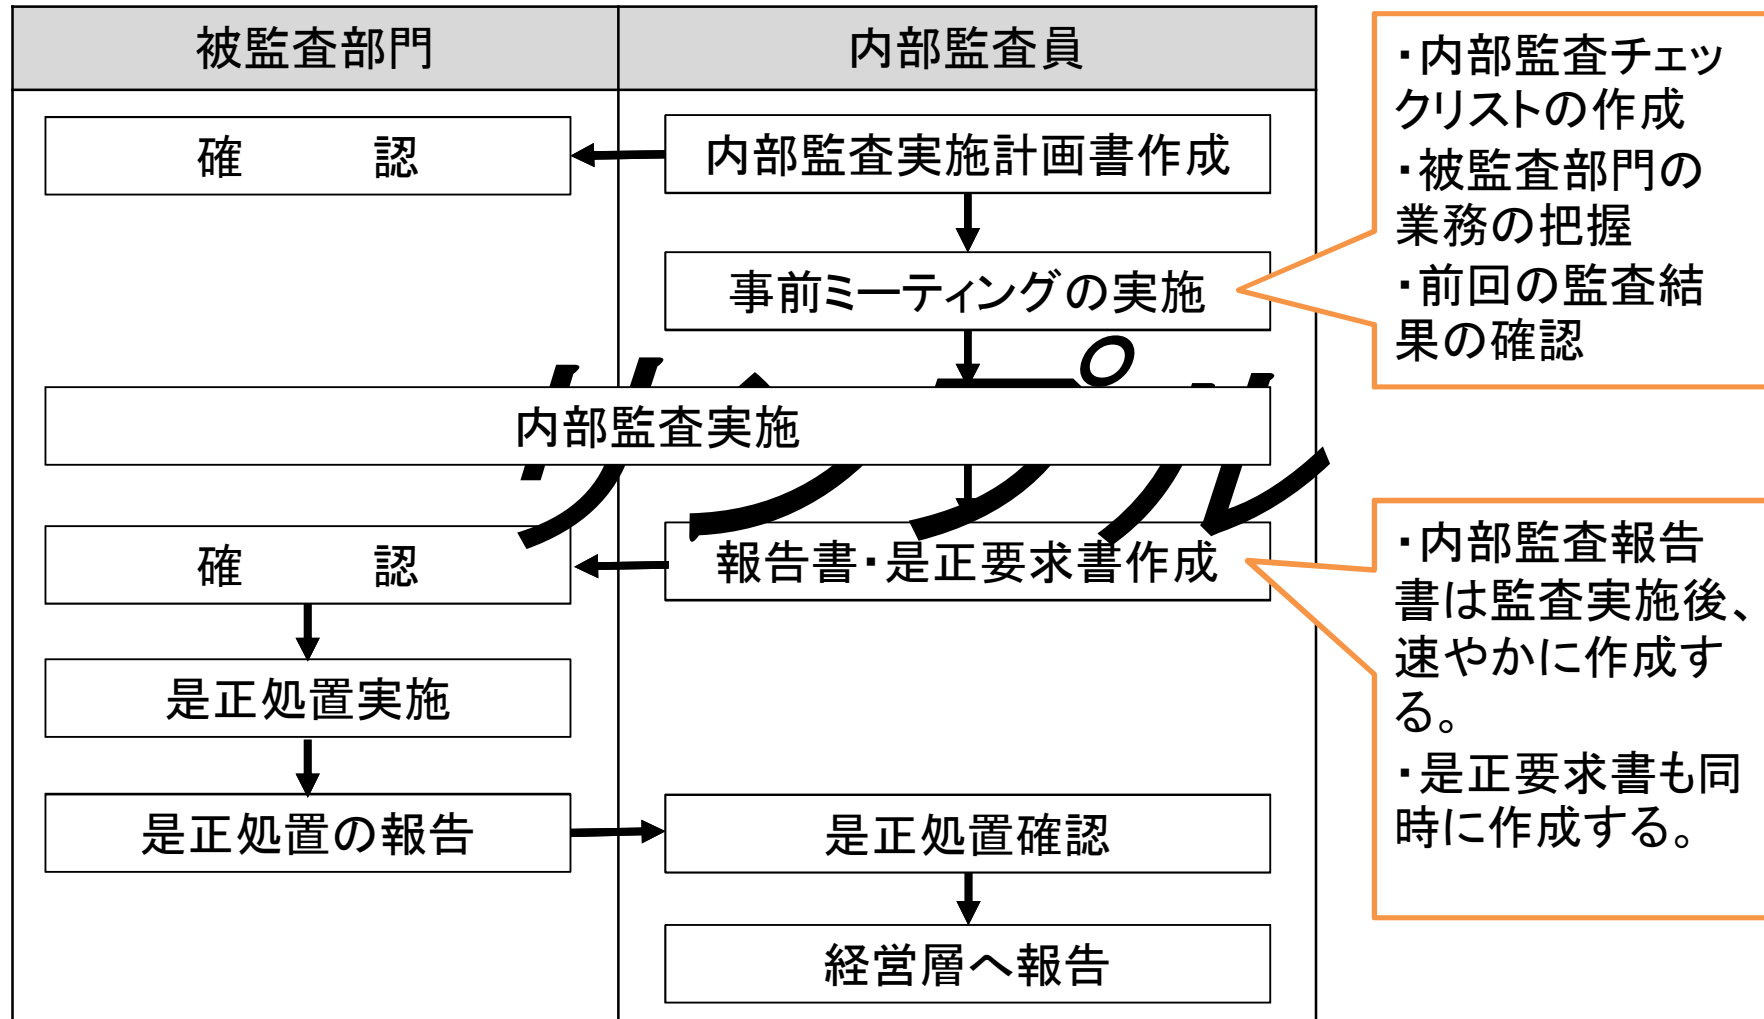 被監査部門
内部監査員
確　　認
内部監査実施計画書作成
事前ミーティングの実施
・内部監査チェッ
クリストの作成
・被監査部門の
業務の把握
・前回の監査結
果の確認
サンプル
内部監査実施
確　　認
報告書・是正要求書作成
・内部監査報告
書は監査実施後、
速やかに作成す
る。
・是正要求書も同
時に作成する。
是正処置実施
是正処置の報告
是正処置確認
経営層へ報告